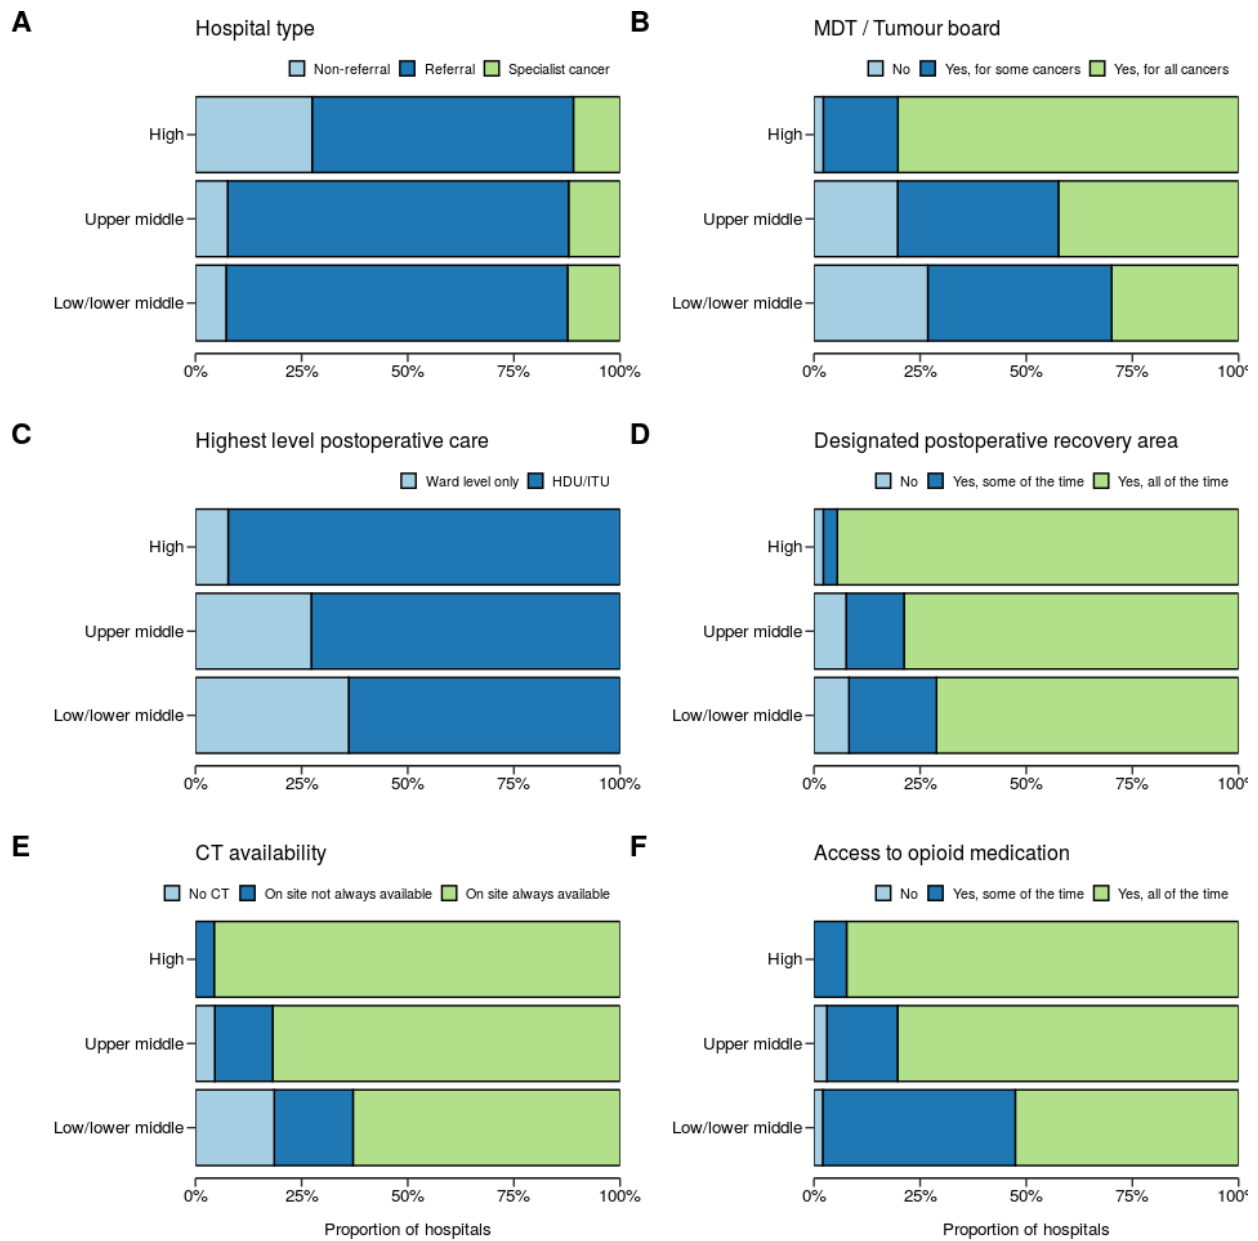 A
Hospital type
Non-referral Referral Specialist cancer
High
Upper middle
Low/lower middle
0% 25% 50% 75% 100%
B
MDT / Tumour board
No Yes, for some cancers Yes, for all cancers
High
Upper middle
Low/lower middle
0% 25% 50% 75% 100%
C
Highest level postoperative care
Ward level only HDU/ITU
High
Upper middle
Low/lower middle
0% 25% 50% 75% 100%
D
Designated postoperative recovery area
No Yes, some of the time Yes, all of the time
High
Upper middle
Low/lower middle
0% 25% 50% 75% 100%
E
CT availability
No CT On site not always available On site always available
High
Upper middle
Low/lower middle
0% 25% 50% 75% 100%
Proportion of hospitals
F
Access to opioid medication
No Yes, some of the time Yes, all of the time
High
Upper middle
Low/lower middle
0% 25% 50% 75% 100%
Proportion of hospitals